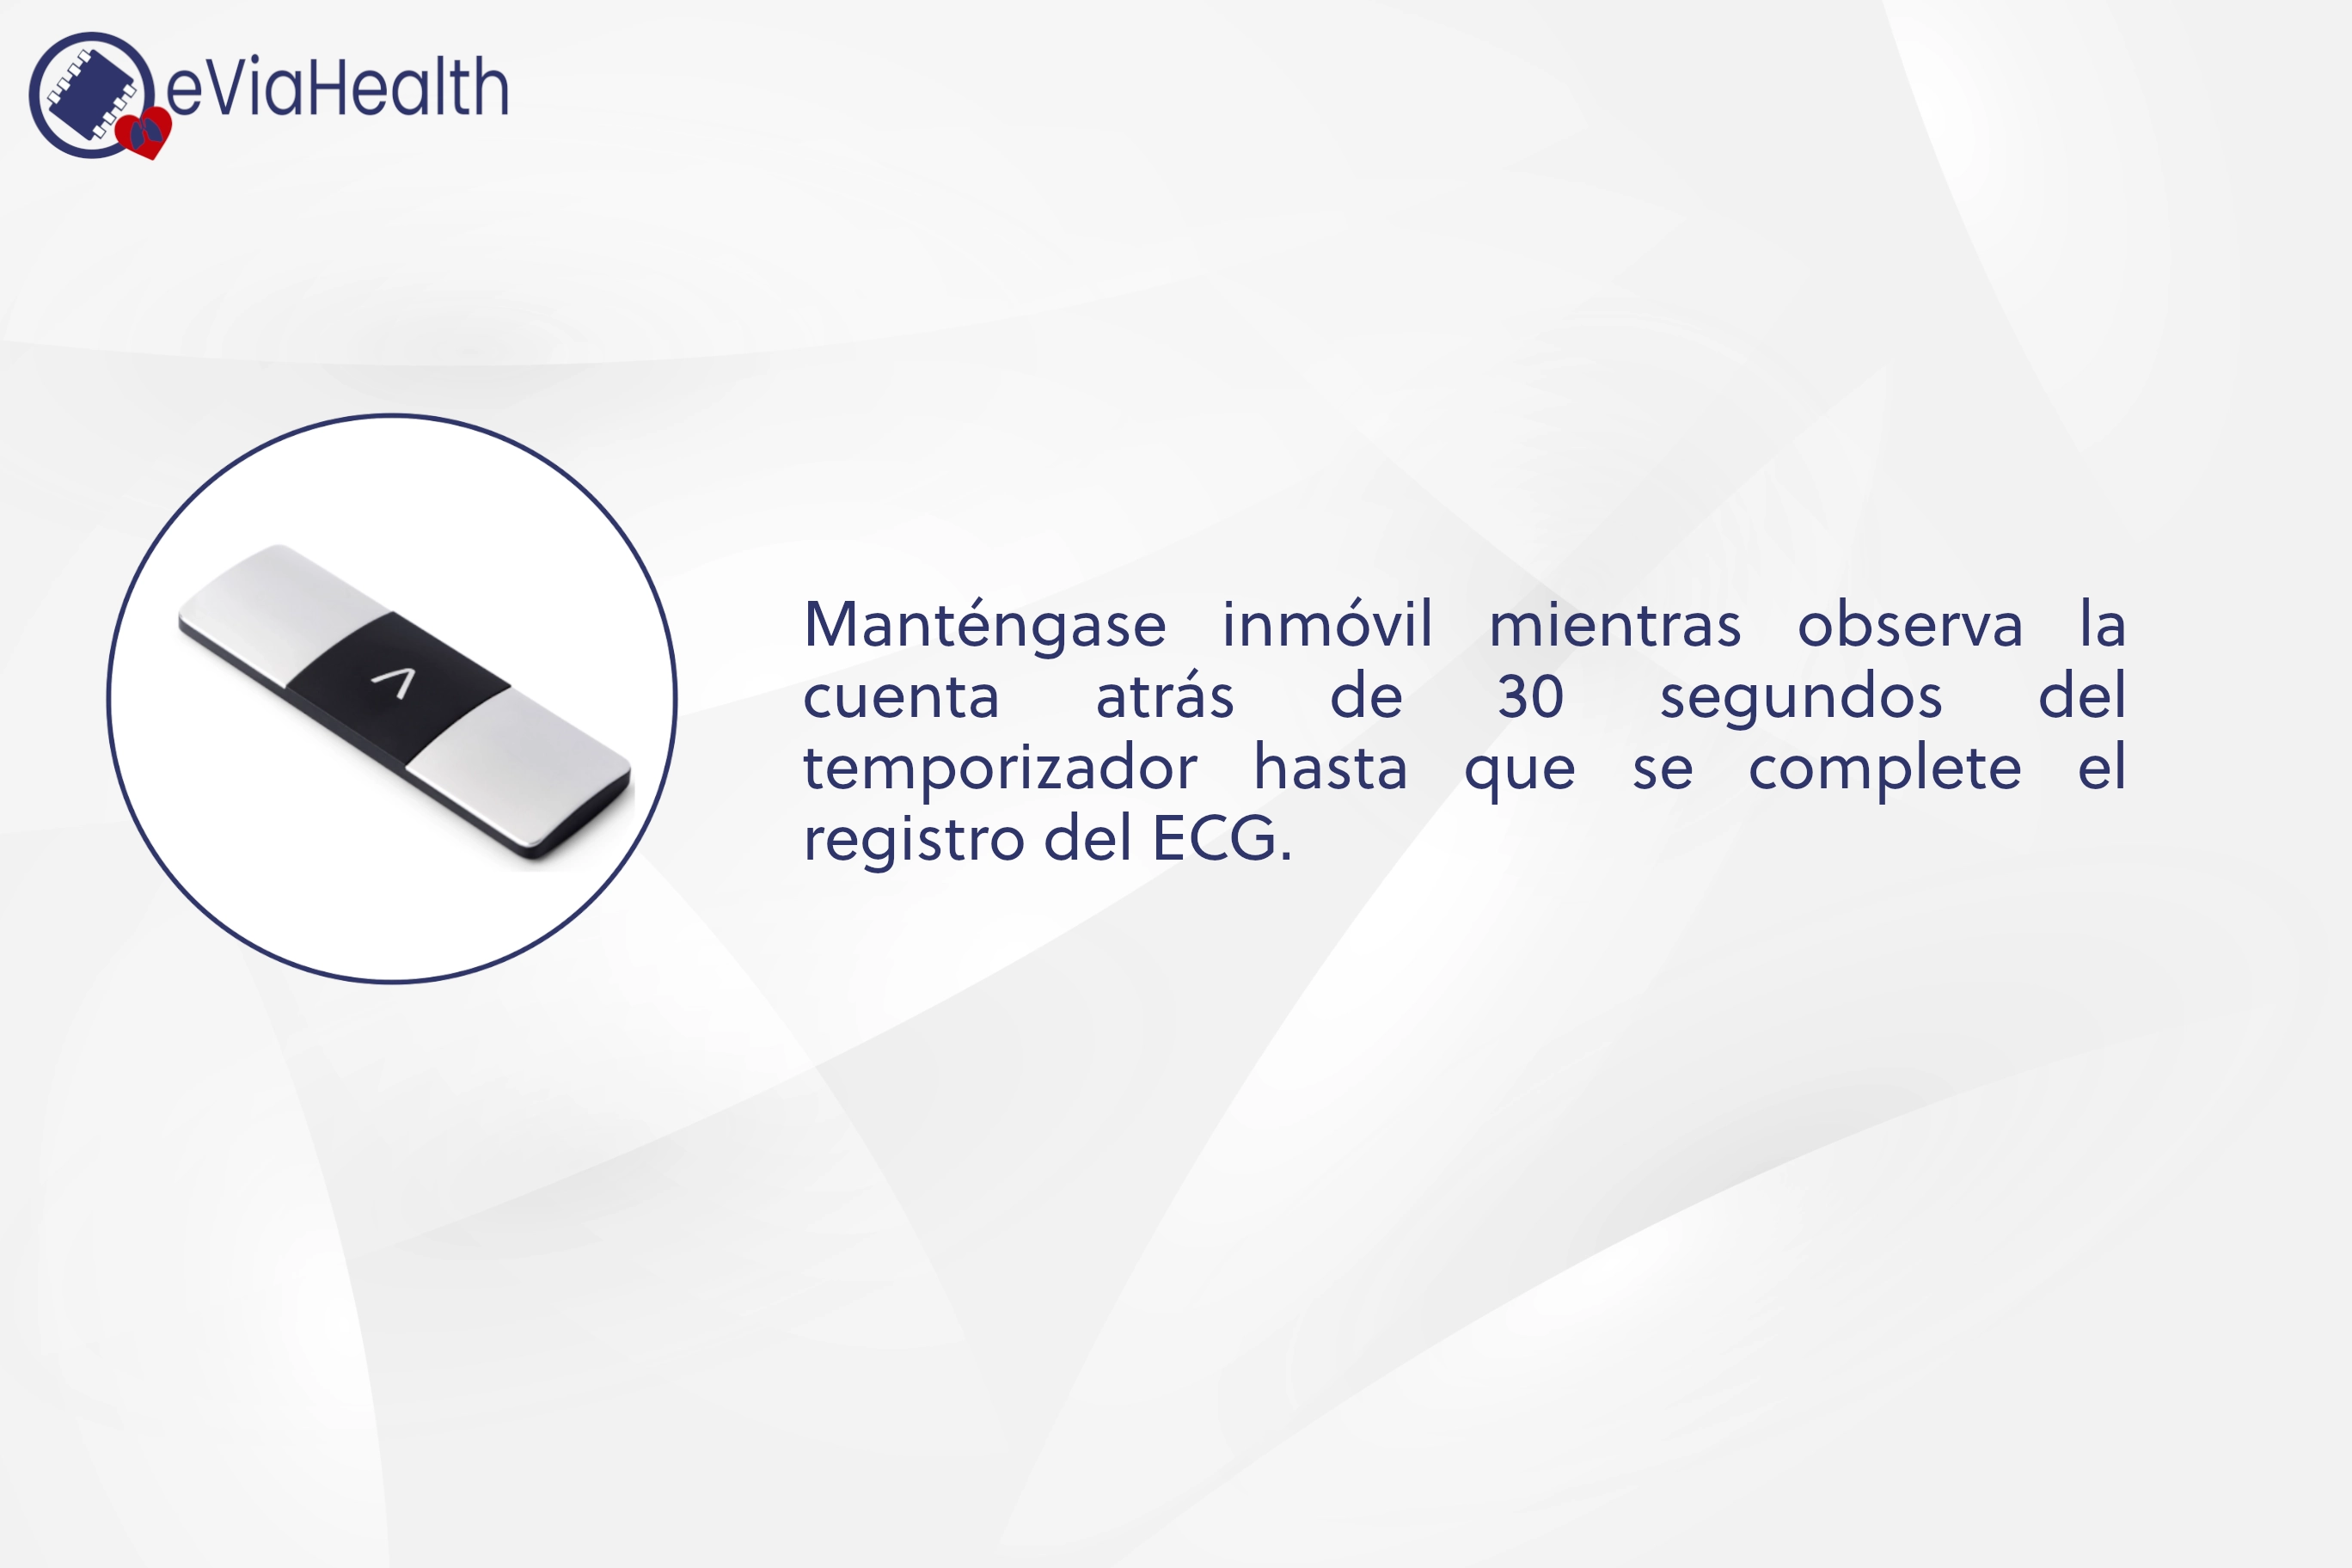 eViaHealth
Manténgase inmóvil mientras observa la
cuenta atrás de 30 segundos del
temporizador hasta que se complete el
registro del ECG.